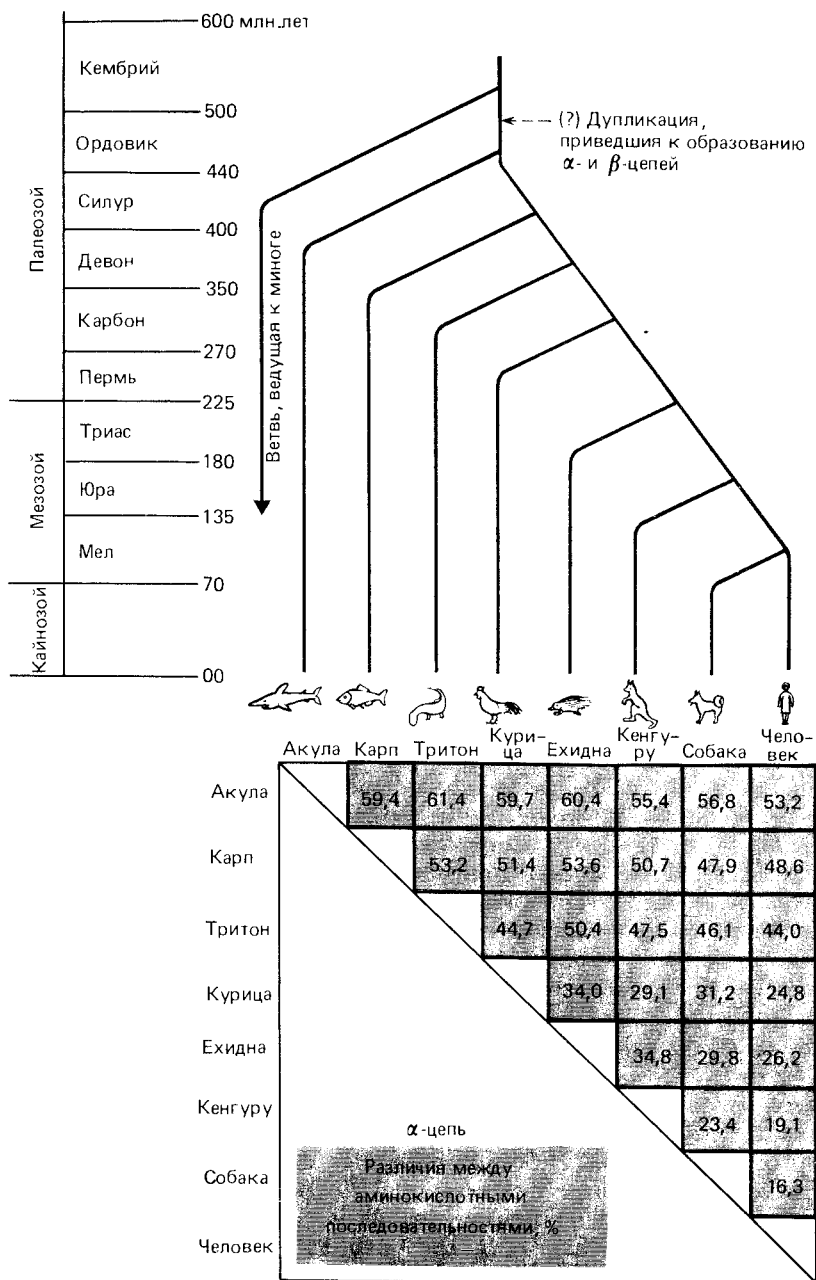 600 млн.лет
Кембрий
500
(?) Дупликация,
приведшия к образованию
α- и β-цепей
Ордовик
440
Силур
400
Девон
350
Карбон
270
Пермь
225
Триас
180
Юра
135
Мел
70
00
Палеозой
Мезозой
Кайнозой
Ветвь, ведущая к миноге
Акула Карп Тритон Кури-
ца Ехидна Кенгу-
ру Собака Чело-
век
Акула 59,4 61,4 59,7 60,4 55,4 56,8 53,2
Карп 53,2 51,4 53,6 50,7 47,9 48,6
Тритон 44,7 50,4 47,5 46,1 44,0
Курица 34,0 29,1 31,2 24,8
Ехидна 34,8 29,8 26,2
Кенгуру 23,4 19,1
Собака 16,3
Человек
α-цепь
Различия между
аминокислотными
последовательностями, %